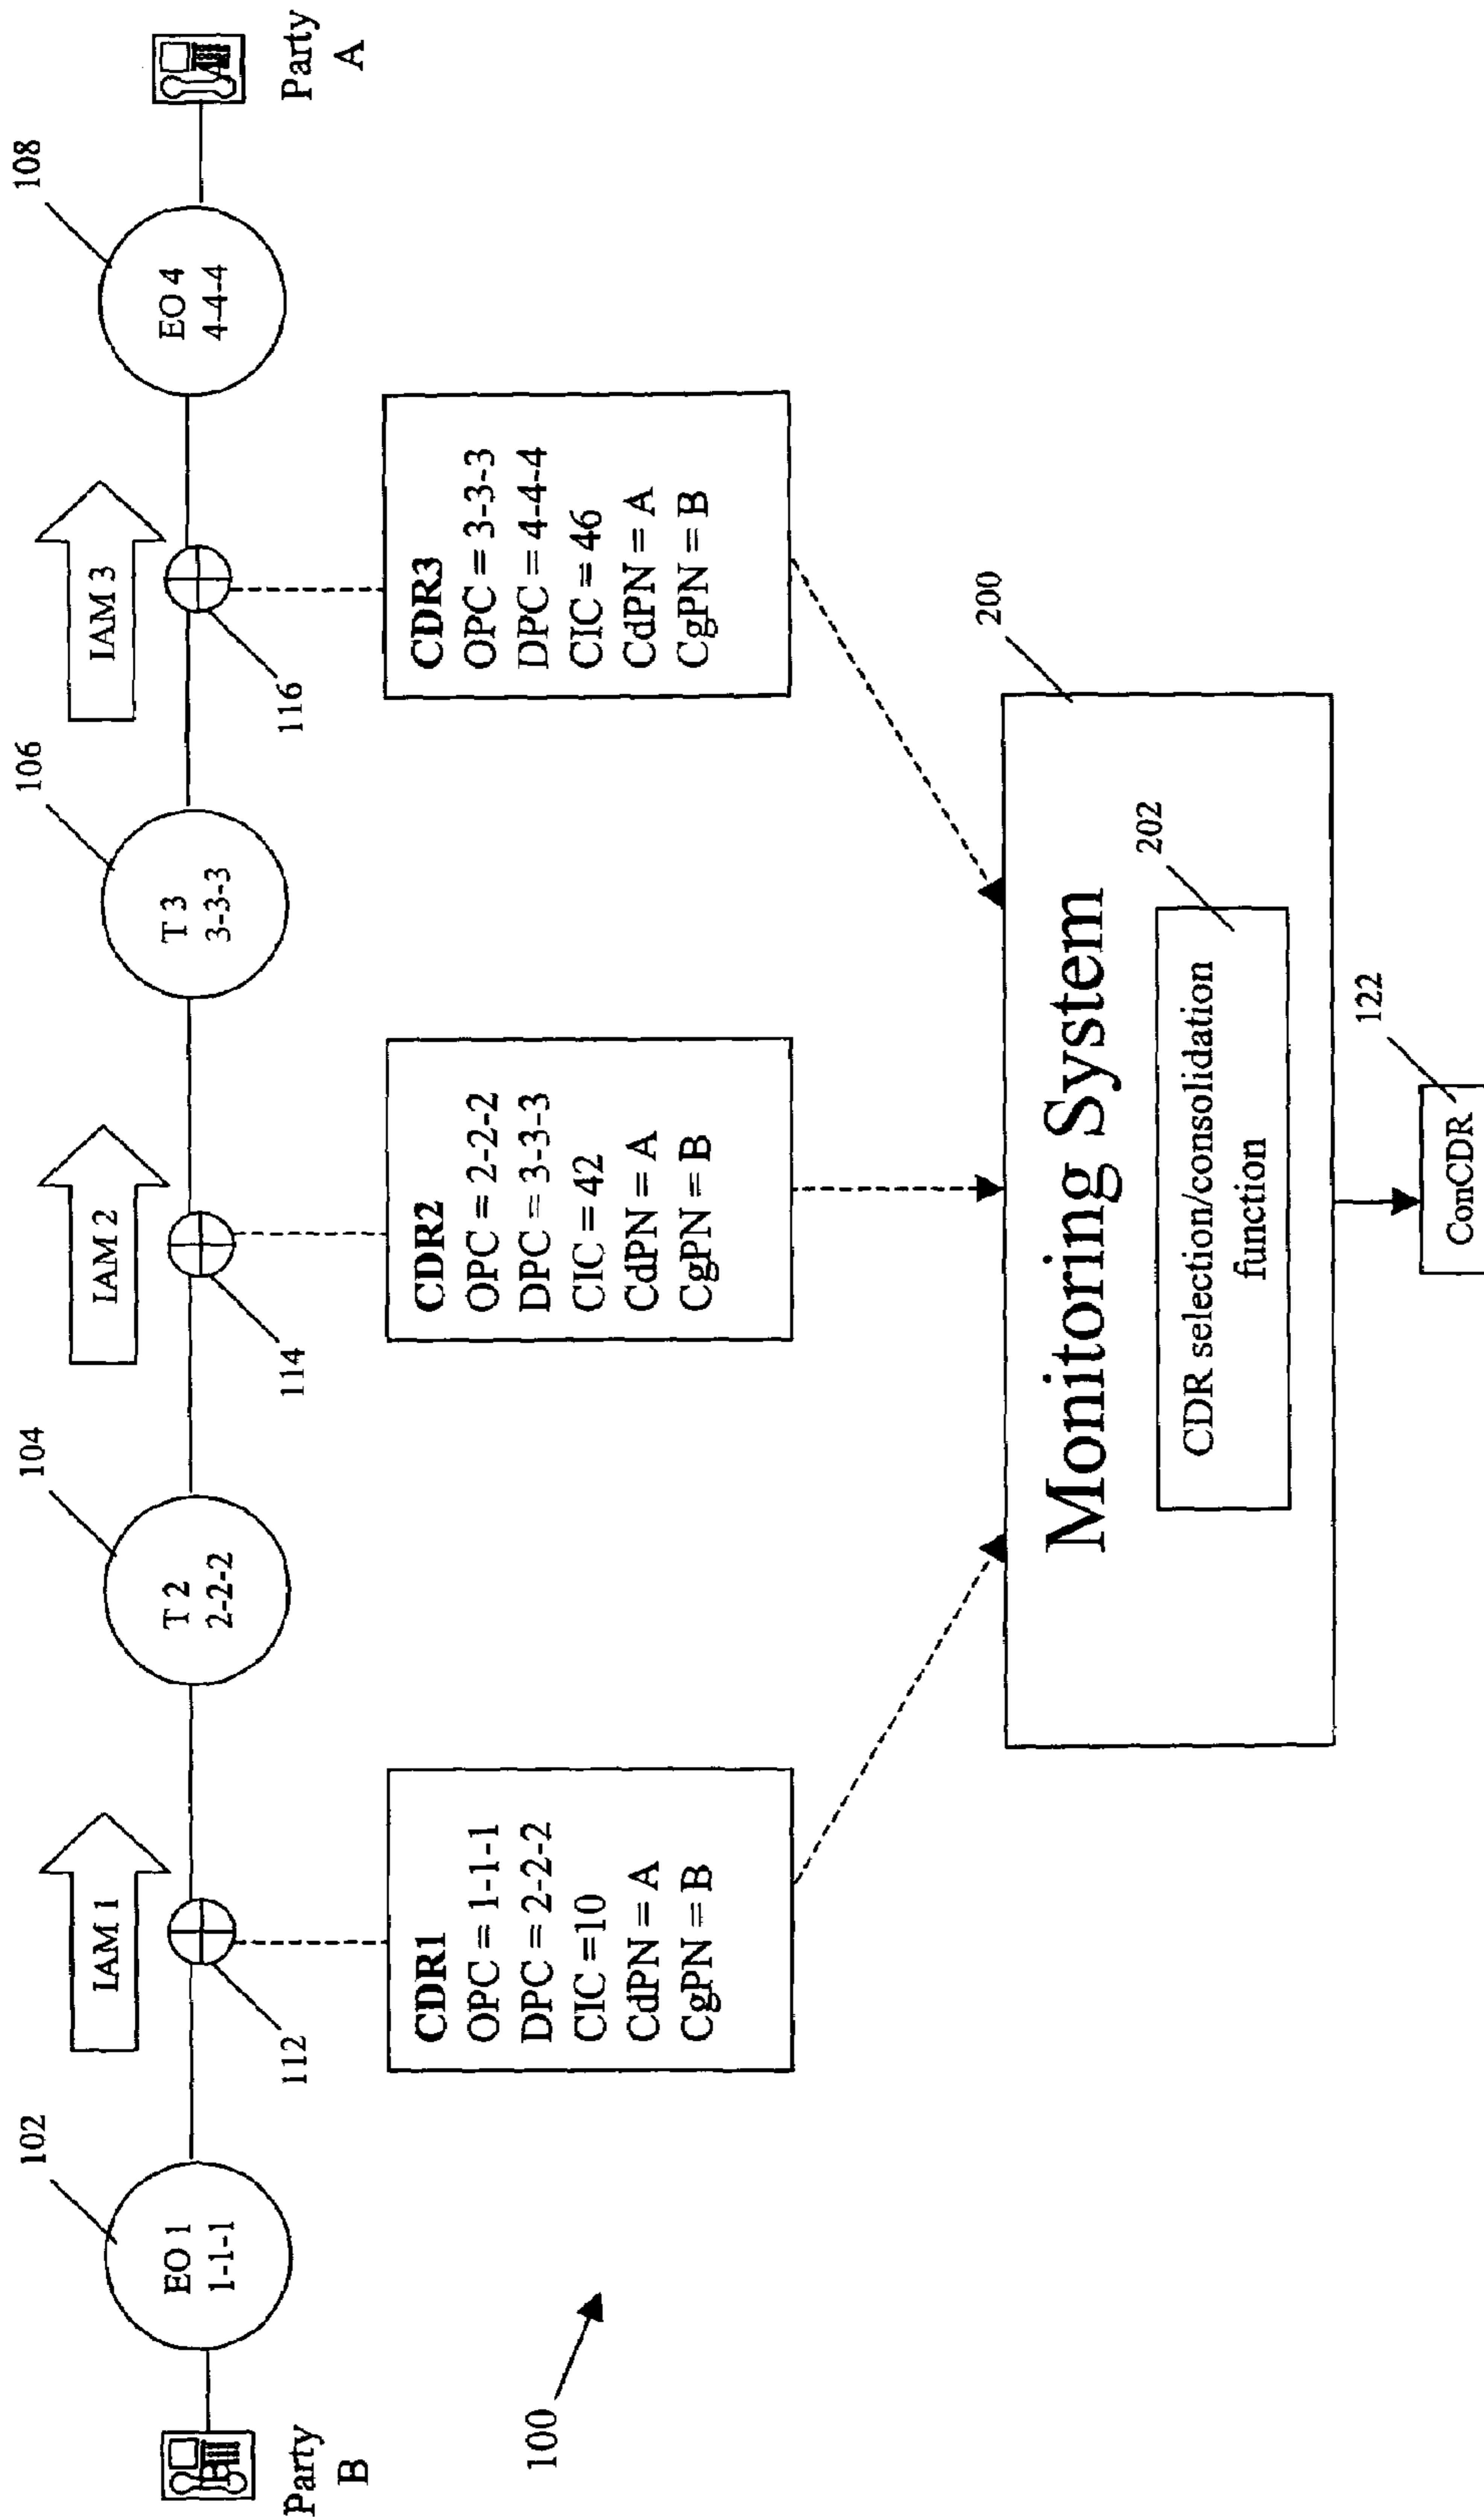 102
104
106
108
IAM 1
IAM 2
IAM 3
EO 1
1-1-1
T 2
2-2-2
T 3
3-3-3
EO 4
4-4-4
Party
B
Party
A
112
114
116
CDR1
OPC = 1-1-1
DPC = 2-2-2
CIC =10
CdPN = A
CgPN = B
CDR2
OPC = 2-2-2
DPC = 3-3-3
CIC = 42
CdPN = A
CgPN = B
CDR3
OPC = 3-3-3
DPC = 4-4-4
CIC = 46
CdPN = A
CgPN = B
100
200
Monitoring System
202
CDR selection/consolidation
function
122
ConCDR